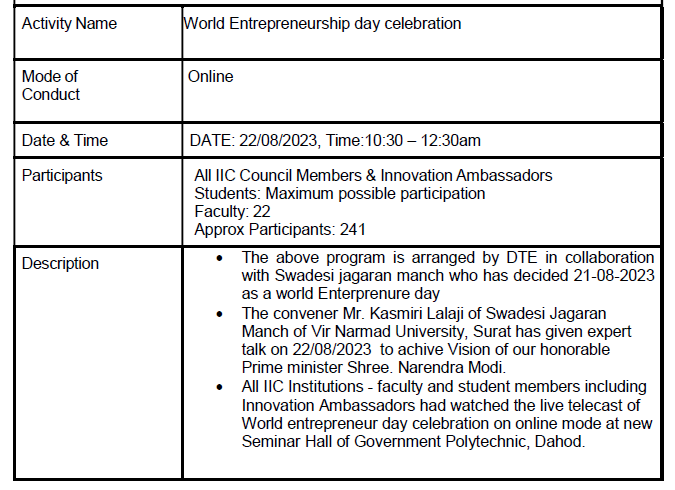 Activity Name World Entrepreneurship day celebration
Mode of Online
Conduct
Date & Time DATE: 22/08/2023, Time:10:30 – 12:30am
Participants All IIC Council Members & Innovation Ambassadors
Students: Maximum possible participation
Faculty: 22
Approx Participants: 241
Description • The above program is arranged by DTE in collaboration
with Swadesi jagaran manch who has decided 21-08-2023
as a world Enterprenure day
• The convener Mr. Kasmiri Lalaji of Swadesi Jagaran
Manch of Vir Narmad University, Surat has given expert
talk on 22/08/2023 to achive Vision of our honorable
Prime minister Shree. Narendra Modi.
• All IIC Institutions - faculty and student members including
Innovation Ambassadors had watched the live telecast of
World entrepreneur day celebration on online mode at new
Seminar Hall of Government Polytechnic, Dahod.